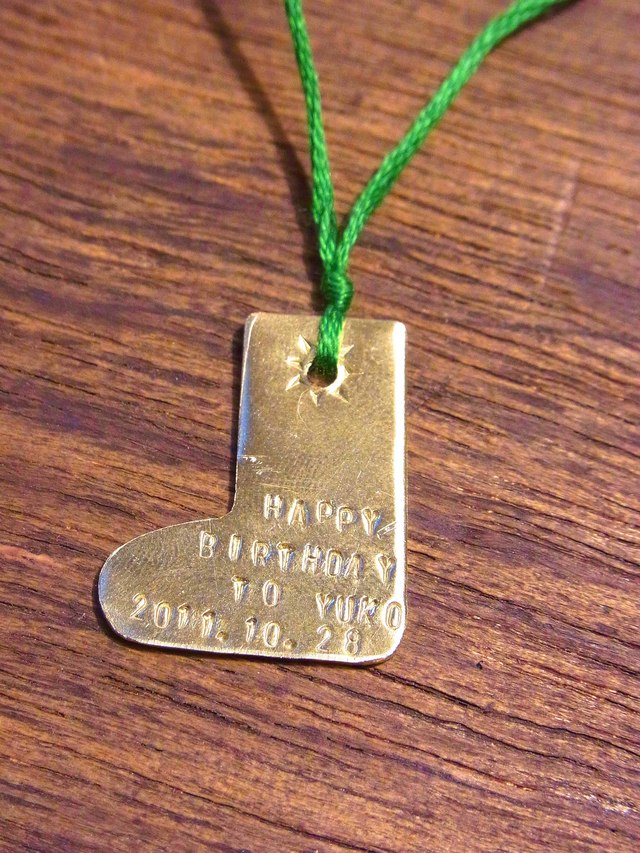 HAPPY
BIRTHDAY
TO YUKO
2011.10.28